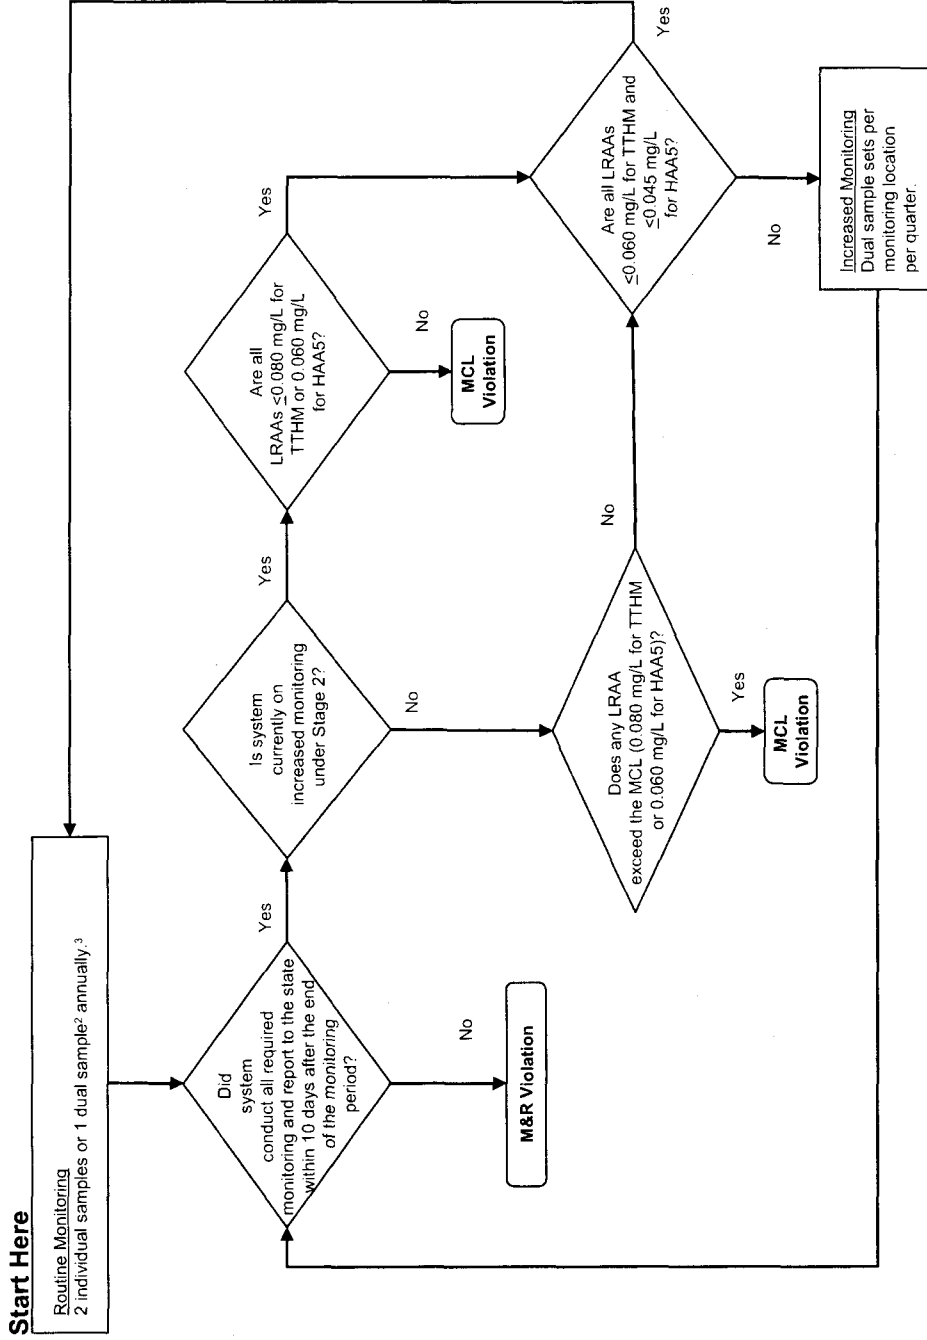 Start Here
Routine Monitoring
2 individual samples or 1 dual sample² annually.³
Did
system
conduct all required
monitoring and report to the state
within 10 days after the end
of the monitoring
period?
No
M&R Violation
Yes
Is system
currently on
increased monitoring
under Stage 2?
Yes
No
Are all
LRAAs ≤0.080 mg/L for
TTHM or 0.060 mg/L
for HAA5?
No
MCL
Violation
Yes
Does any LRAA
exceed the MCL (0.080 mg/L for TTHM
or 0.060 mg/L for HAA5)?
Yes
MCL
Violation
No
Are all LRAAs
≤0.060 mg/L for TTHM and
≤0.045 mg/L
for HAA5?
Yes
No
Increased Monitoring
Dual sample sets per
monitoring location
per quarter.